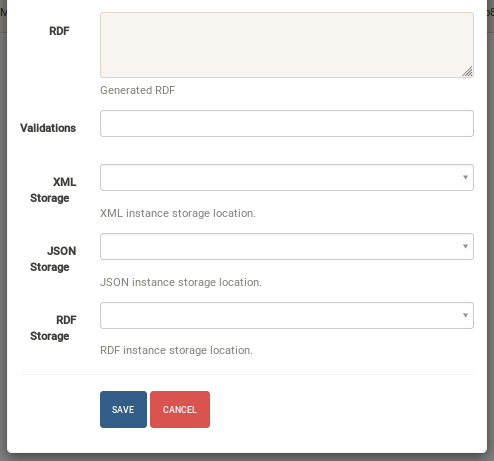 RDF
Generated RDF
Validations
XML
Storage
XML instance storage location.
JSON
Storage
JSON instance storage location.
RDF
Storage
RDF instance storage location.
SAVE CANCEL